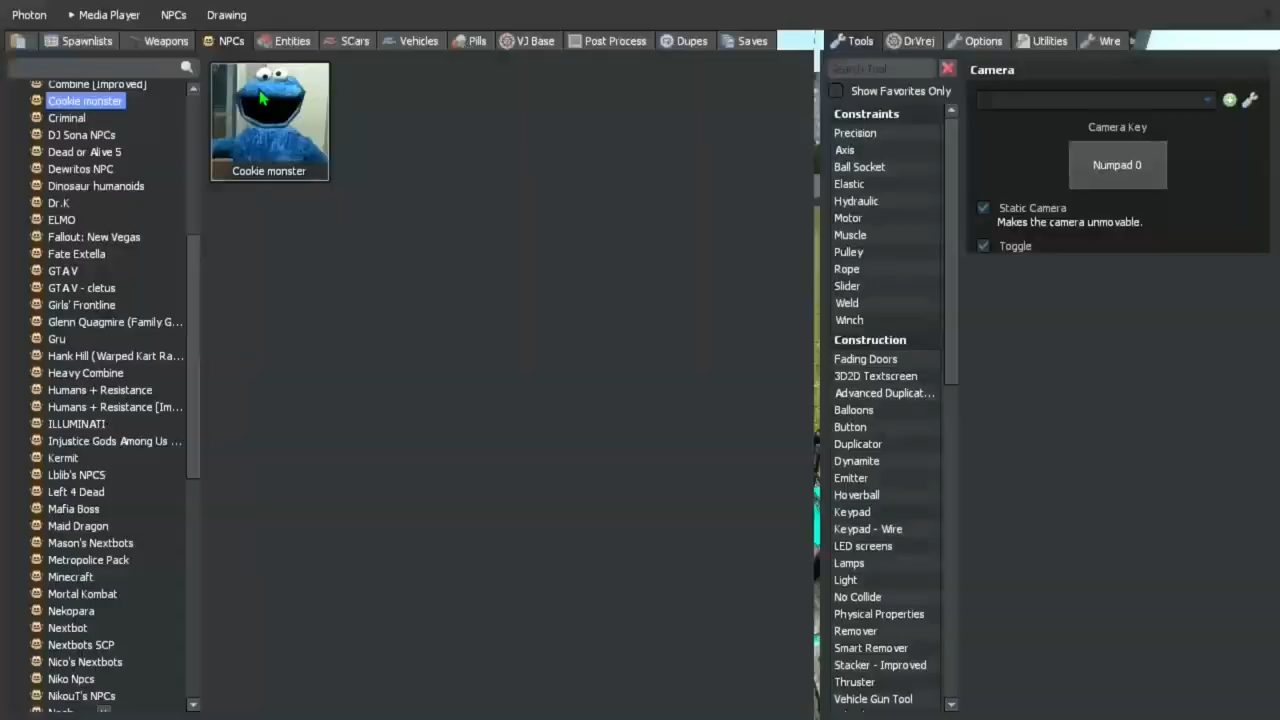 Photon
Media Player
NPCs
Drawing
Spawnlists
Weapons
NPCs
Entities
SCars
Vehicles
Pills
VJ Base
Post Process
Dupes
Saves
Tools
DrVrej
Options
Utilities
Wire
Combine [Improved]
Cookie monster
Criminal
DJ Sona NPCs
Dead or Alive 5
Dewritos NPC
Dinosaur humanoids
Dr.K
ELMO
Fallout: New Vegas
Fate Extella
GTA V
GTA V - cletus
Girls' Frontline
Glenn Quagmire (Family G...
Gru
Hank Hill (Warped Kart Ra...
Heavy Combine
Humans + Resistance
Humans + Resistance [Im...
ILLUMINATI
Injustice Gods Among Us ...
Kermit
Lblib's NPCS
Left 4 Dead
Mafia Boss
Maid Dragon
Mason's Nextbots
Metropolice Pack
Minecraft
Mortal Kombat
Nekopara
Nextbot
Nextbots SCP
Nico's Nextbots
Niko Npcs
NikouT's NPCs
Cookie monster
Search Tool
Show Favorites Only
Constraints
Precision
Axis
Ball Socket
Elastic
Hydraulic
Motor
Muscle
Pulley
Rope
Slider
Weld
Winch
Construction
Fading Doors
3D2D Textscreen
Advanced Duplicat...
Balloons
Button
Duplicator
Dynamite
Emitter
Hoverball
Keypad
Keypad - Wire
LED screens
Lamps
Light
No Collide
Physical Properties
Remover
Smart Remover
Stacker - Improved
Thruster
Vehicle Gun Tool
Camera
Camera Key
Numpad 0
Static Camera
Makes the camera unmovable.
Toggle